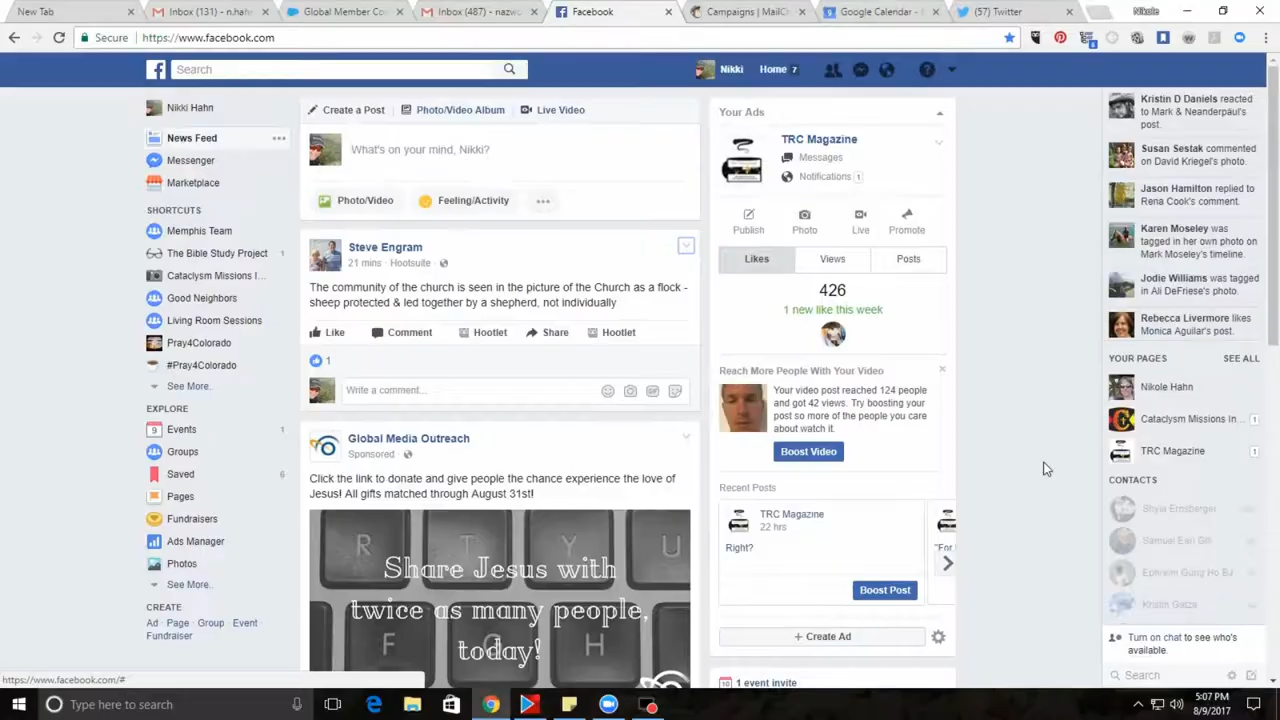 New Tab
Inbox (131) - n.hahn
Global Member Co
Inbox (487) - nazwo
Facebook
Campaigns | MailCh
Google Calendar -
(57) Twitter
Nikole
Secure
https://www.facebook.com
Search
Nikki
Home 7
Nikki Hahn
News Feed
Messenger
Marketplace
SHORTCUTS
Memphis Team
The Bible Study Project 1
Cataclysm Missions I...
Good Neighbors
Living Room Sessions
Pray4Colorado
#Pray4Colorado
See More...
EXPLORE
Events 1
Groups
Saved 6
Pages
Fundraisers
Ads Manager
Photos
See More...
CREATE
Ad · Page · Group · Event ·
Fundraiser
https://www.facebook.com/#
Create a Post
Photo/Video Album
Live Video
What's on your mind, Nikki?
Photo/Video
Feeling/Activity
Steve Engram
21 mins · Hootsuite ·
The community of the church is seen in the picture of the Church as a flock -
sheep protected & led together by a shepherd, not individually
Like
Comment
Hootlet
Share
Hootlet
1
Write a comment...
GIF
Global Media Outreach
Sponsored ·
Click the link to donate and give people the chance experience the love of
Jesus! All gifts matched through August 31st!
R T Y U
Share Jesus with
twice as many people,
F G H
today!
Your Ads
TRC Magazine
Messages
Notifications 1
Publish
Photo
Live
Promote
Likes
Views
Posts
426
1 new like this week
Reach More People With Your Video
Your video post reached 124 people
and got 42 views. Try boosting your
post so more of the people you care
about watch it.
Boost Video
Recent Posts
TRC Magazine
22 hrs
Right?
"For
Boost Post
+ Create Ad
1 event invite
Kristin D Daniels reacted
to Mark & Neanderpaul's
post.
Susan Sestak commented
on David Kriegel's photo.
Jason Hamilton replied to
Rena Cook's comment.
Karen Moseley was
tagged in her own photo on
Mark Moseley's timeline.
Jodie Williams was tagged
in Ali DeFriese's photo.
Rebecca Livermore likes
Monica Aguilar's post.
YOUR PAGES
SEE ALL
Nikole Hahn
Cataclysm Missions In... 1
TRC Magazine 1
CONTACTS
Shyla Ernsberger
Samuel Earl Gill
Ephraim Gung Ho BJ
Turn on chat to see who's
available.
Search
Type here to search
5:07 PM
8/9/2017